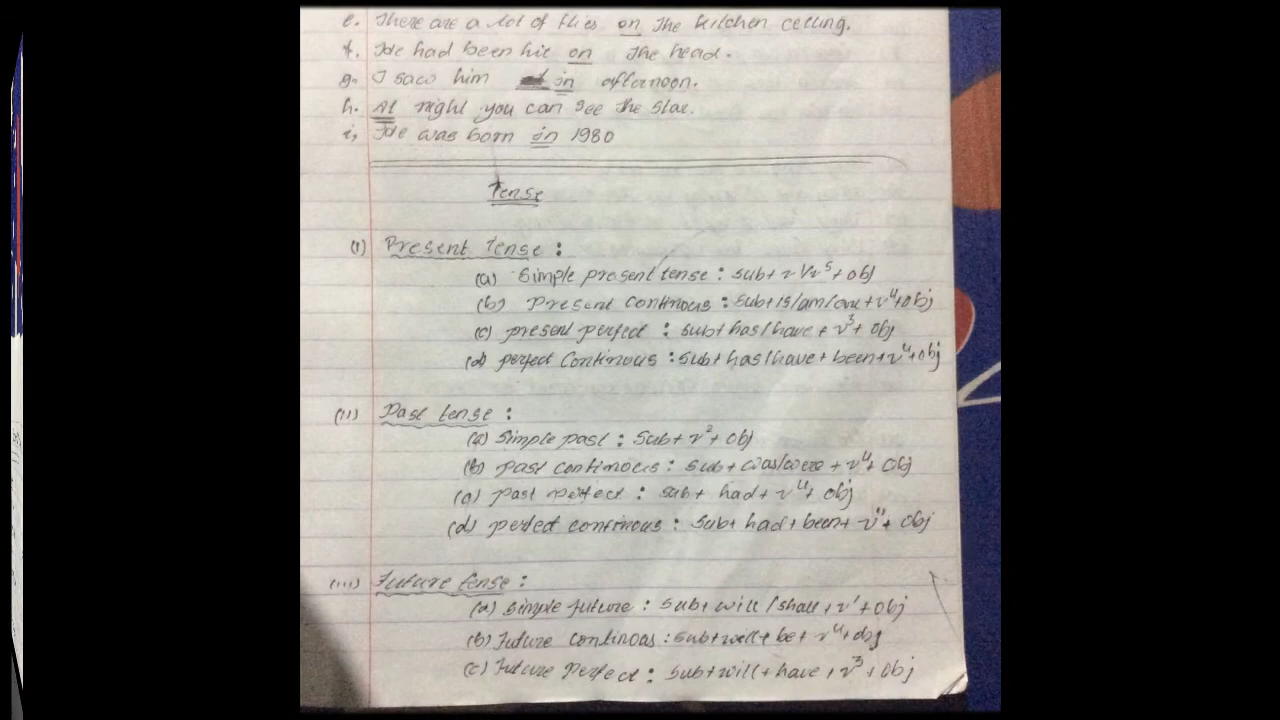 e. There are a lot of flies on the kitchen celling.
f. He had been hit on the head.
g. I saw him in afternoon.
h. At night you can see the star.
i, He was born in 1980
Tense
(i) Present tense :
(a) Simple present tense : sub+ v¹/v⁵ + obj
(b) Present continous : sub+is/am/are+v⁴+obj
(c) present perfect : sub+has/have + v³+ obj
(d) perfect Continous : sub+has/have+been+v⁴+obj
(ii) Past tense :
(a) Simple past : Sub+ v²+ obj
(b) past continous : sub + was/were + v⁴+ obj
(c) past perfect : sub+ had + v⁴+ obj
(d) perfect continous : sub+ had+been+ v⁴+ obj
(iii) Future tense :
(a) Simple future : sub+ will /shall + v¹+obj
(b) Future continoas : sub+will+be+ v⁴+obj
(c) Future Perfect : sub+will+have + v³ + obj